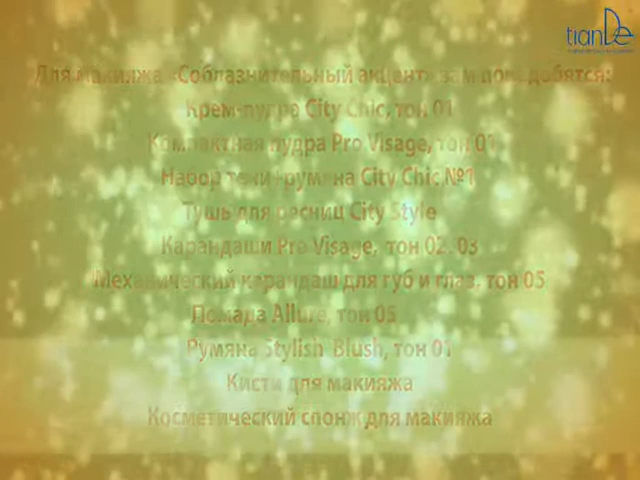 tianDe
Для макияжа «Соблазнительный акцент» вам понадобятся:
Крем-пудра City Chic, тон 01
Компактная пудра Pro Visage, тон 01
Набор тени+румяна City Chic №1
Тушь для ресниц City Style
Карандаши Pro Visage, тон 02, 03
Механический карандаш для губ и глаз, тон 05
Помада Allure, тон 05
Румяна Stylish Blush, тон 01
Кисти для макияжа
Косметический спонж для макияжа